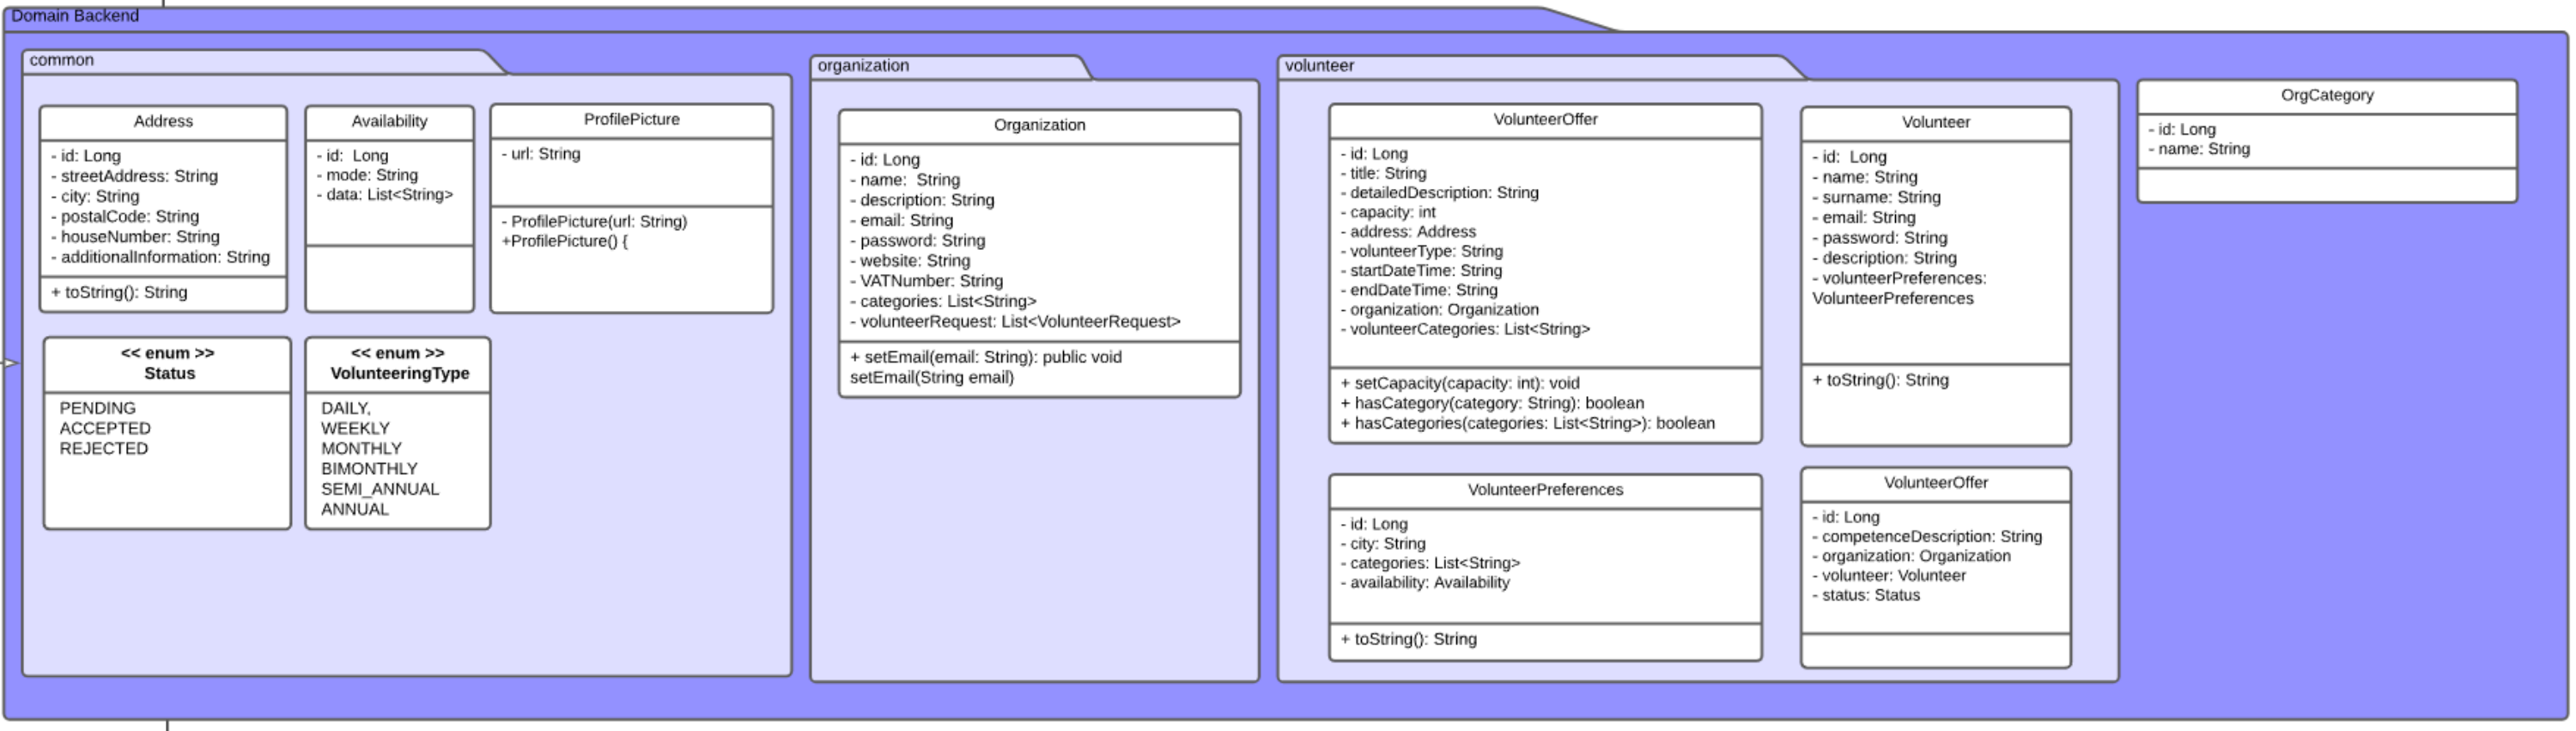 Domain Backend
common
Address
- id: Long
- streetAddress: String
- city: String
- postalCode: String
- houseNumber: String
- additionalInformation: String
+ toString(): String
Availability
- id:  Long
- mode: String
- data: List<String>
ProfilePicture
- url: String
- ProfilePicture(url: String)
+ProfilePicture() {
<< enum >>
Status
PENDING
ACCEPTED
REJECTED
<< enum >>
VolunteeringType
DAILY,
WEEKLY
MONTHLY
BIMONTHLY
SEMI_ANNUAL
ANNUAL
organization
Organization
- id: Long
- name:  String
- description: String
- email: String
- password: String
- website: String
- VATNumber: String
- categories: List<String>
- volunteerRequest: List<VolunteerRequest>
+ setEmail(email: String): public void
setEmail(String email)
volunteer
VolunteerOffer
- id: Long
- title: String
- detailedDescription: String
- capacity: int
- address: Address
- volunteerType: String
- startDateTime: String
- endDateTime: String
- organization: Organization
- volunteerCategories: List<String>
+ setCapacity(capacity: int): void
+ hasCategory(category: String): boolean
+ hasCategories(categories: List<String>): boolean
Volunteer
- id:  Long
- name: String
- surname: String
- email: String
- password: String
- description: String
- volunteerPreferences:
VolunteerPreferences
+ toString(): String
VolunteerPreferences
- id: Long
- city: String
- categories: List<String>
- availability: Availability
+ toString(): String
VolunteerOffer
- id: Long
- competenceDescription: String
- organization: Organization
- volunteer: Volunteer
- status: Status
OrgCategory
- id: Long
- name: String